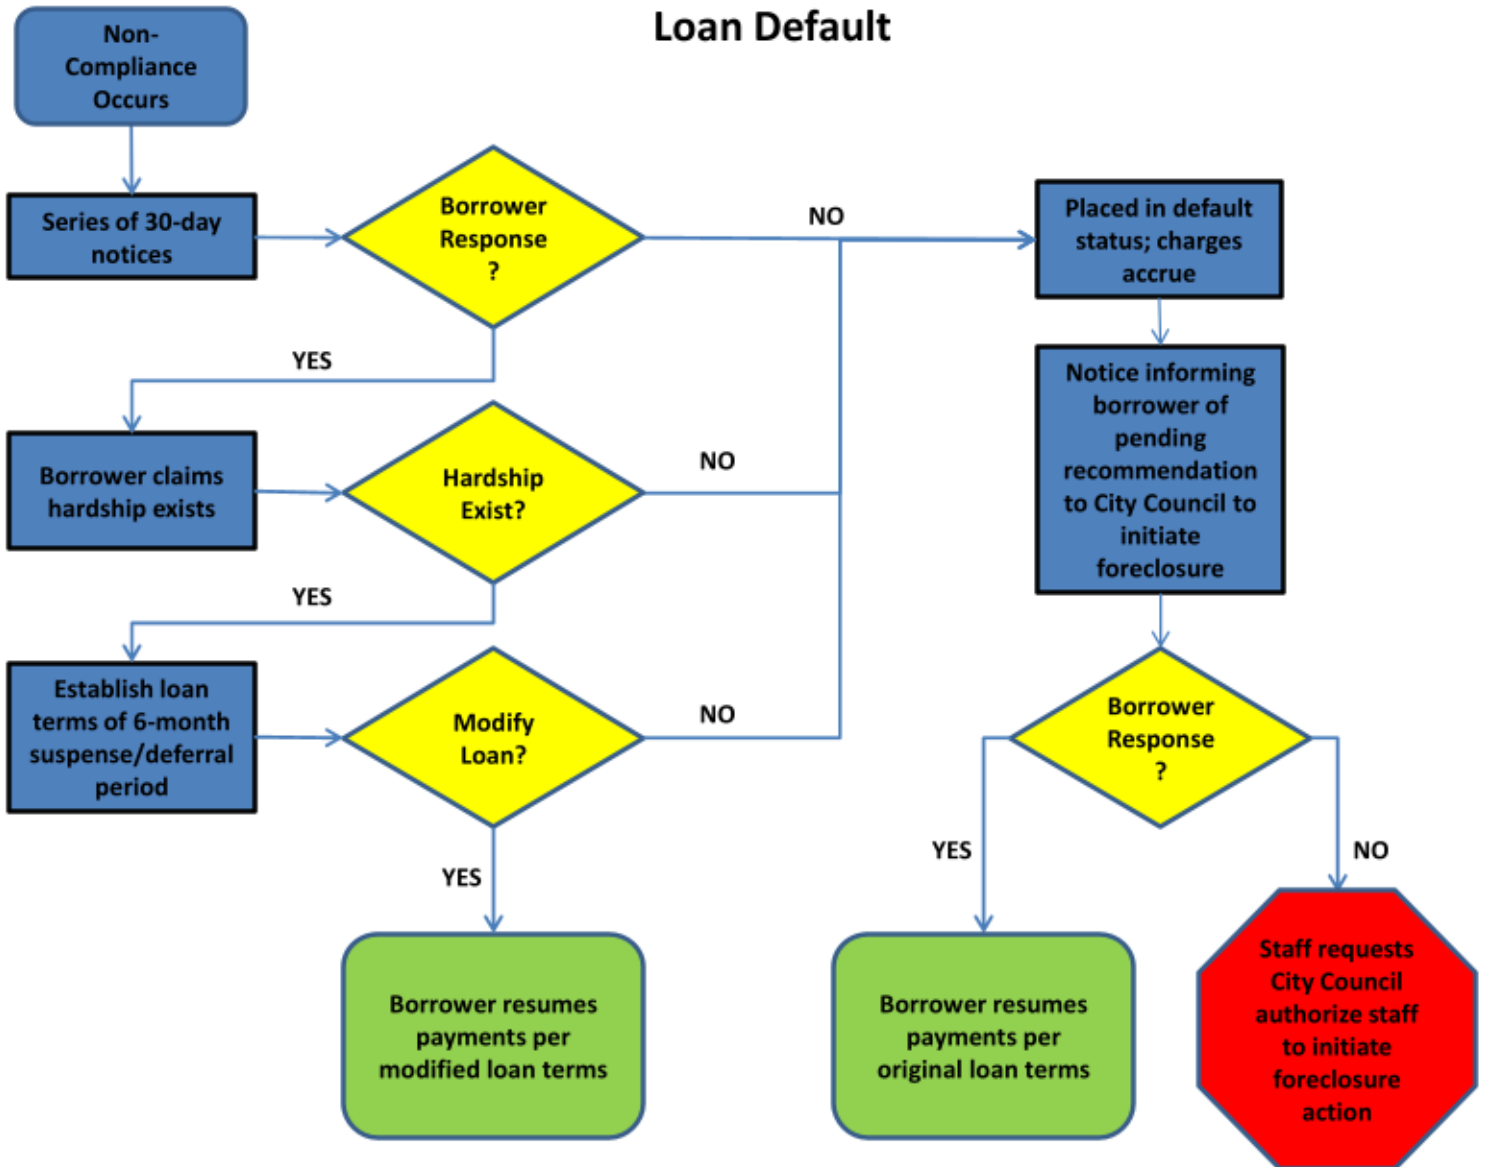 Loan Default
Non-
Compliance
Occurs
Series of 30-day
notices
Borrower
Response
?
NO
Placed in default
status; charges
accrue
YES
Notice informing
borrower of
pending
recommendation
to City Council to
initiate
foreclosure
Borrower claims
hardship exists
Hardship
Exist?
NO
YES
Establish loan
terms of 6-month
suspense/deferral
period
Modify
Loan?
NO
Borrower
Response
?
YES
YES
NO
Borrower resumes
payments per
modified loan terms
Borrower resumes
payments per
original loan terms
Staff requests
City Council
authorize staff
to initiate
foreclosure
action